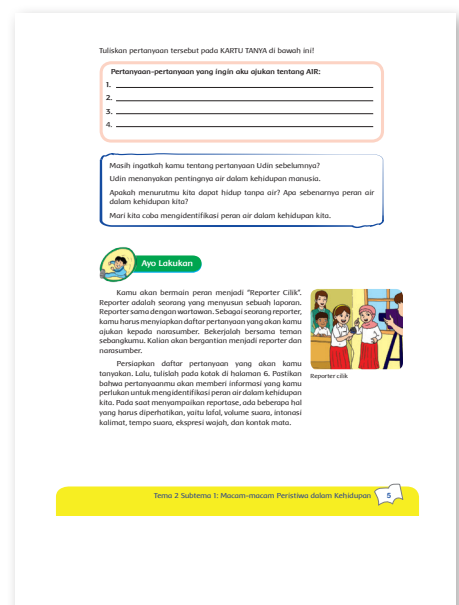 Tuliskan pertanyaan tersebut pada KARTU TANYA di bawah ini!
Pertanyaan-pertanyaan yang ingin aku ajukan tentang AIR:
1.
2.
3.
4.
Masih ingatkah kamu tentang pertanyaan Udin sebelumnya?
Udin menanyakan pentingnya air dalam kehidupan manusia.
Apakah menurutmu kita dapat hidup tanpa air? Apa sebenarnya peran air
dalam kehidupan kita?
Mari kita coba mengidentifikasi peran air dalam kehidupan kita.
Ayo Lakukan
Kamu akan bermain peran menjadi "Reporter Cilik".
Reporter adalah seorang yang menyusun sebuah laporan.
Reporter sama dengan wartawan. Sebagai seorang reporter,
kamu harus menyiapkan daftar pertanyaan yang akan kamu
ajukan kepada narasumber. Bekerjalah bersama teman
sebangkumu. Kalian akan bergantian menjadi reporter dan
narasumber.
Persiapkan daftar pertanyaan yang akan kamu
tanyakan. Lalu, tulislah pada kotak di halaman 6. Pastikan
bahwa pertanyaanmu akan memberi informasi yang kamu
perlukan untuk mengidentifikasi peran air dalam kehidupan
kita. Pada saat menyampaikan reportase, ada beberapa hal
yang harus diperhatikan, yaitu lafal, volume suara, intonasi
kalimat, tempo suara, ekspresi wajah, dan kontak mata.
Reporter cilik
Tema 2 Subtema 1: Macam-macam Peristiwa dalam Kehidupan
5